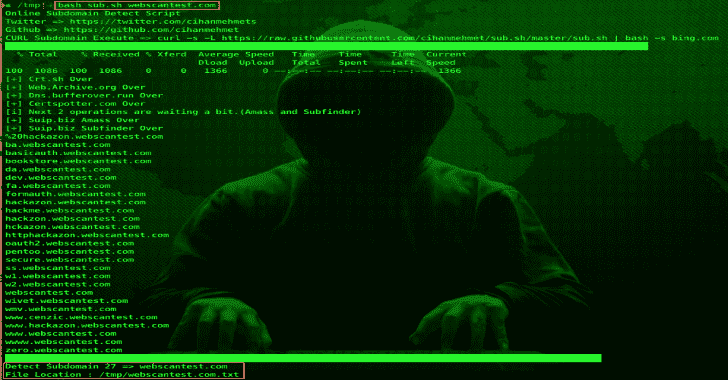 /tmp: bash sub.sh webscantest.com
Online Subdomain Detect Script
Twitter => https://twitter.com/cihanmehmets
Github => https://github.com/cihanmehmet
CURL Subdomain Execute => curl -s -L https://raw.githubusercontent.com/cihanmehmet/sub.sh/master/sub.sh | bash -s bing.com
% Total % Received % Xferd Average Speed Time Time Time Current
Dload Upload Total Spent Left Speed
100 1086 100 1086 0 0 1366 0 --:--:-- --:--:-- --:--:-- 1366
[+] Crt.sh Over
[+] Web.Archive.org Over
[+] Dns.bufferover.run Over
[+] Certspotter.com Over
[i] Next 2 operations are waiting a bit.(Amass and Subfinder)
[+] Suip.biz Amass Over
[+] Suip.biz Subfinder Over
%20hackazon.webscantest.com
ba.webscantest.com
basicauth.webscantest.com
bookstore.webscantest.com
da.webscantest.com
dev.webscantest.com
fa.webscantest.com
formauth.webscantest.com
hackazon.webscantest.com
hackme.webscantest.com
hackzon.webscantest.com
hckazon.webscantest.com
httphackazon.webscantest.com
oauth2.webscantest.com
pentoo.webscantest.com
secure.webscantest.com
ss.webscantest.com
w1.webscantest.com
w2.webscantest.com
webscantest.com
wivet.webscantest.com
www.cenzic.webscantest.com
www.hackazon.webscantest.com
www.webscantest.com
wwww.webscantest.com
zero.webscantest.com
Detect Subdomain 27 => webscantest.com
File Location : /tmp/webscantest.com.txt